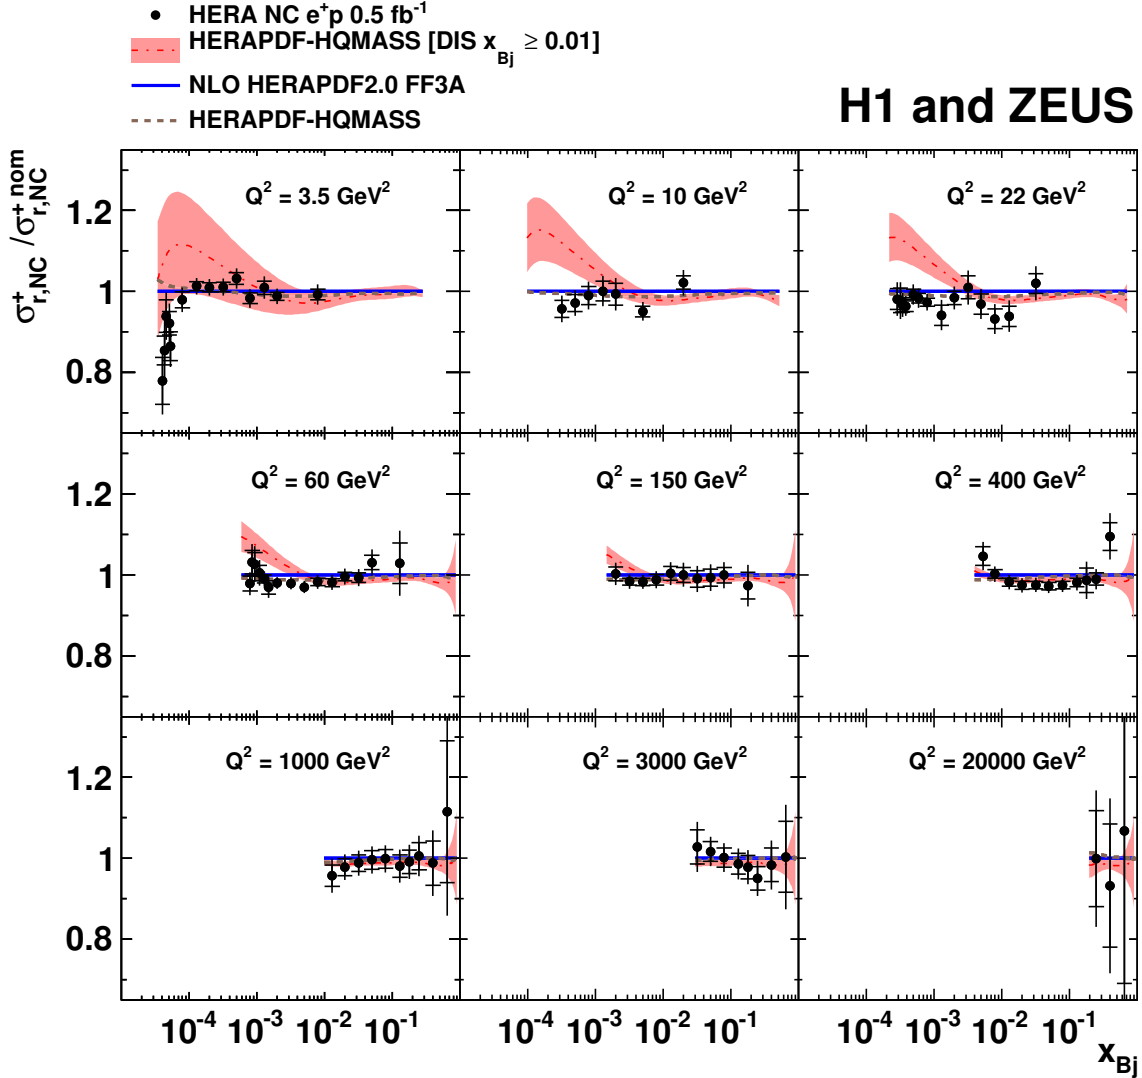 HERA NC e⁺p 0.5 fb⁻¹
HERAPDF-HQMASS [DIS x_Bj ≥ 0.01]
NLO HERAPDF2.0 FF3A
HERAPDF-HQMASS
H1 and ZEUS
σ⁺_r,NC /σ⁺_r,NC^nom
Q² = 3.5 GeV²
Q² = 10 GeV²
Q² = 22 GeV²
1.2
1
0.8
Q² = 60 GeV²
Q² = 150 GeV²
Q² = 400 GeV²
1.2
1
0.8
Q² = 1000 GeV²
Q² = 3000 GeV²
Q² = 20000 GeV²
1.2
1
0.8
10⁻⁴ 10⁻³ 10⁻² 10⁻¹ 10⁻⁴ 10⁻³ 10⁻² 10⁻¹ 10⁻⁴ 10⁻³ 10⁻² 10⁻¹
x_Bj